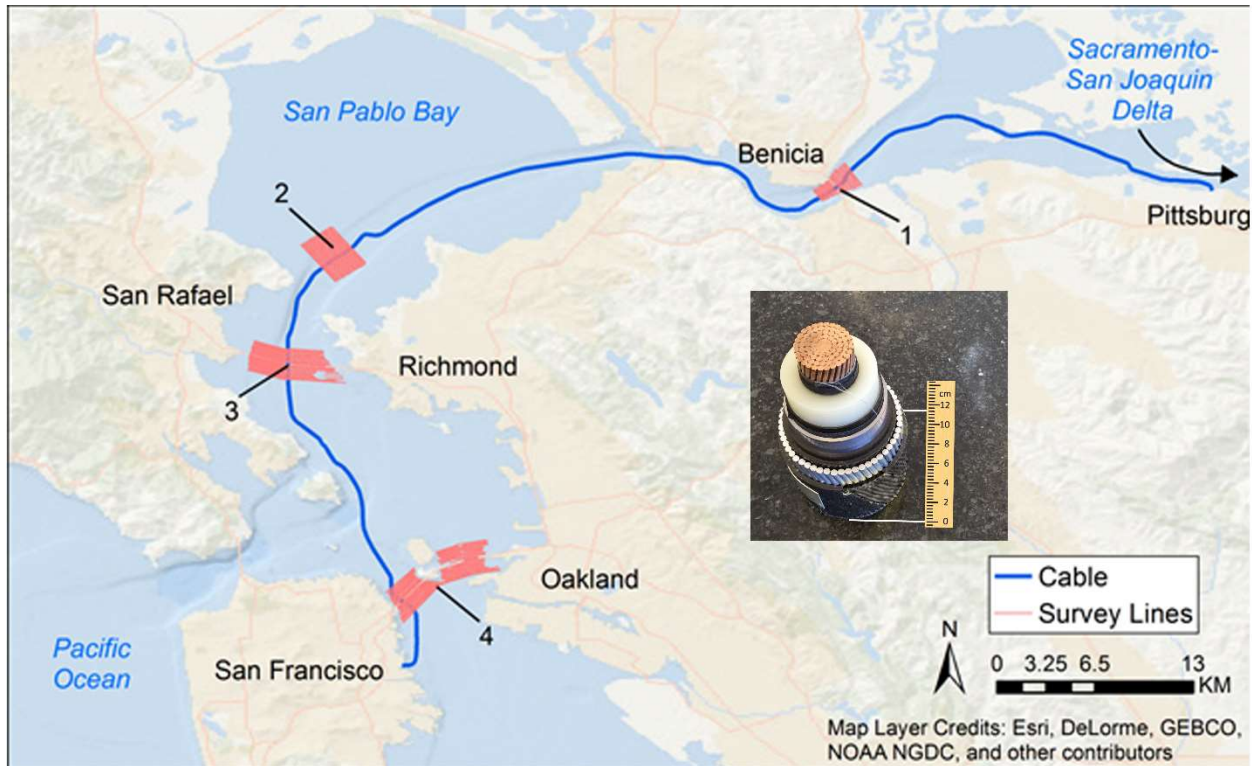 Sacramento-
San Joaquin
Delta
San Pablo Bay
Benicia
2
Pittsburg
1
San Rafael
Richmond
3
cm
12
10
8
6
4
2
0
Oakland
Cable
Survey Lines
4
N
Pacific
Ocean
San Francisco
0 3.25 6.5 13
KM
Map Layer Credits: Esri, DeLorme, GEBCO,
NOAA NGDC, and other contributors